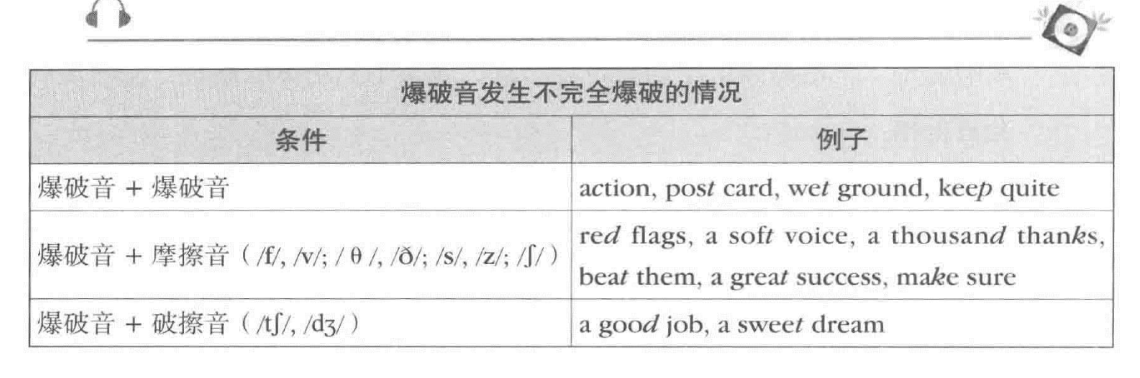 爆破音发生不完全爆破的情况
条件 例子
爆破音 + 爆破音 action, post card, wet ground, keep quite
爆破音 + 摩擦音（/f/, /v/; / θ /, /ð/; /s/, /z/; /ʃ/） red flags, a soft voice, a thousand thanks,
beat them, a great success, make sure
爆破音 + 破擦音（/tʃ/, /dʒ/） a good job, a sweet dream